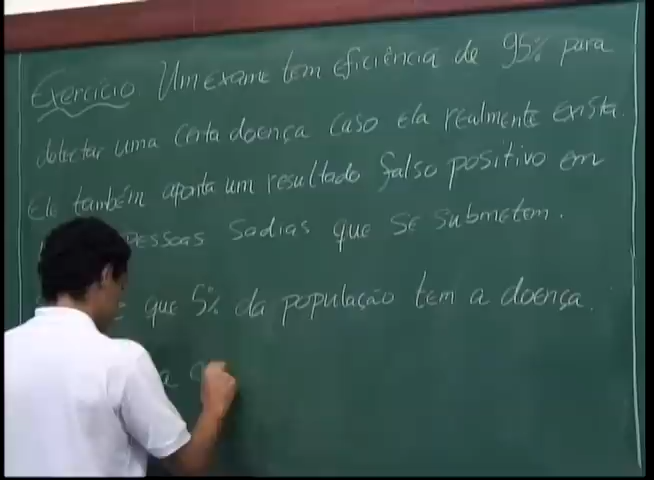 Exercício Um exame tem eficiência de 95% para
detectar uma certa doença caso ela realmente exista.
Ele também aponta um resultado falso positivo em
pessoas sadias que se submetem.
que 5% da população tem a doença.